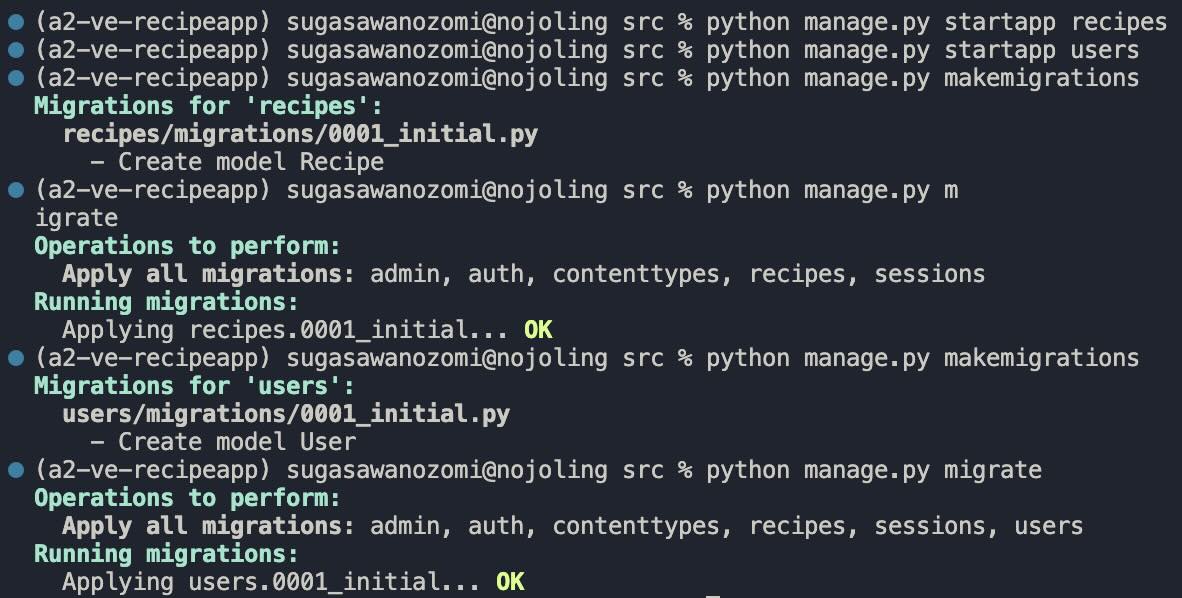 (a2-ve-recipeapp) sugasawanozomi@nojoling src % python manage.py startapp recipes
(a2-ve-recipeapp) sugasawanozomi@nojoling src % python manage.py startapp users
(a2-ve-recipeapp) sugasawanozomi@nojoling src % python manage.py makemigrations
Migrations for 'recipes':
  recipes/migrations/0001_initial.py
    - Create model Recipe
(a2-ve-recipeapp) sugasawanozomi@nojoling src % python manage.py m
igrate
Operations to perform:
  Apply all migrations: admin, auth, contenttypes, recipes, sessions
Running migrations:
  Applying recipes.0001_initial... OK
(a2-ve-recipeapp) sugasawanozomi@nojoling src % python manage.py makemigrations
Migrations for 'users':
  users/migrations/0001_initial.py
    - Create model User
(a2-ve-recipeapp) sugasawanozomi@nojoling src % python manage.py migrate
Operations to perform:
  Apply all migrations: admin, auth, contenttypes, recipes, sessions, users
Running migrations:
  Applying users.0001_initial... OK